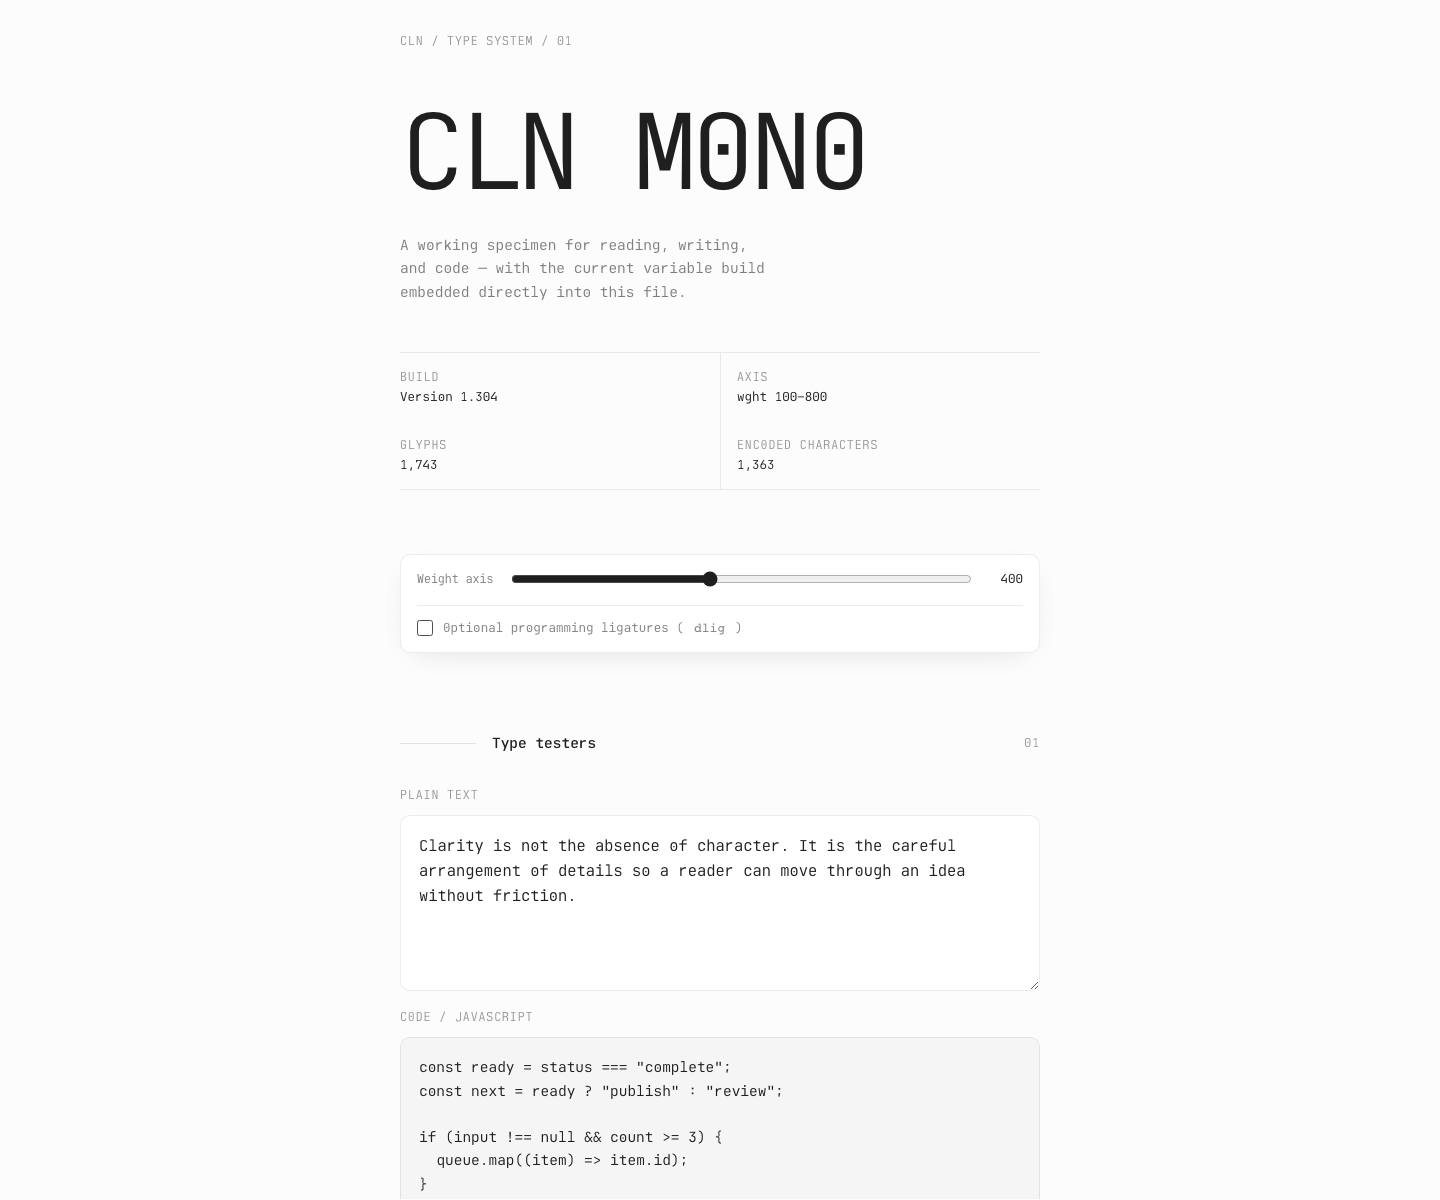 CLN / TYPE SYSTEM / 01
CLN M0N0
A working specimen for reading, writing,
and code — with the current variable build
embedded directly into this file.
BUILD
Version 1.304
AXIS
wght 100–800
GLYPHS
1,743
ENC0DED CHARACTERS
1,363
Weight axis
400
0ptional programming ligatures ( dlig )
Type testers
01
PLAIN TEXT
Clarity is not the absence of character. It is the careful
arrangement of details so a reader can move through an idea
without friction.
C0DE / JAVASCRIPT
const ready = status === "complete";
const next = ready ? "publish" : "review";
if (input !== null && count >= 3) {
  queue.map((item) => item.id);
}